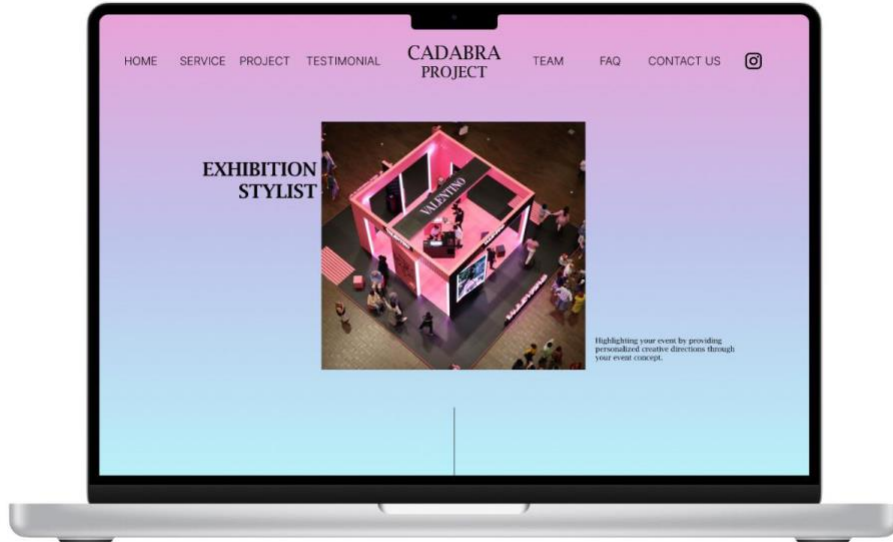 HOME SERVICE PROJECT TESTIMONIAL
CADABRA
PROJECT
TEAM FAQ CONTACT US
EXHIBITION
STYLIST
VALENTINO
Highlighting your event by providing
personalized creative directions through
your event concept.